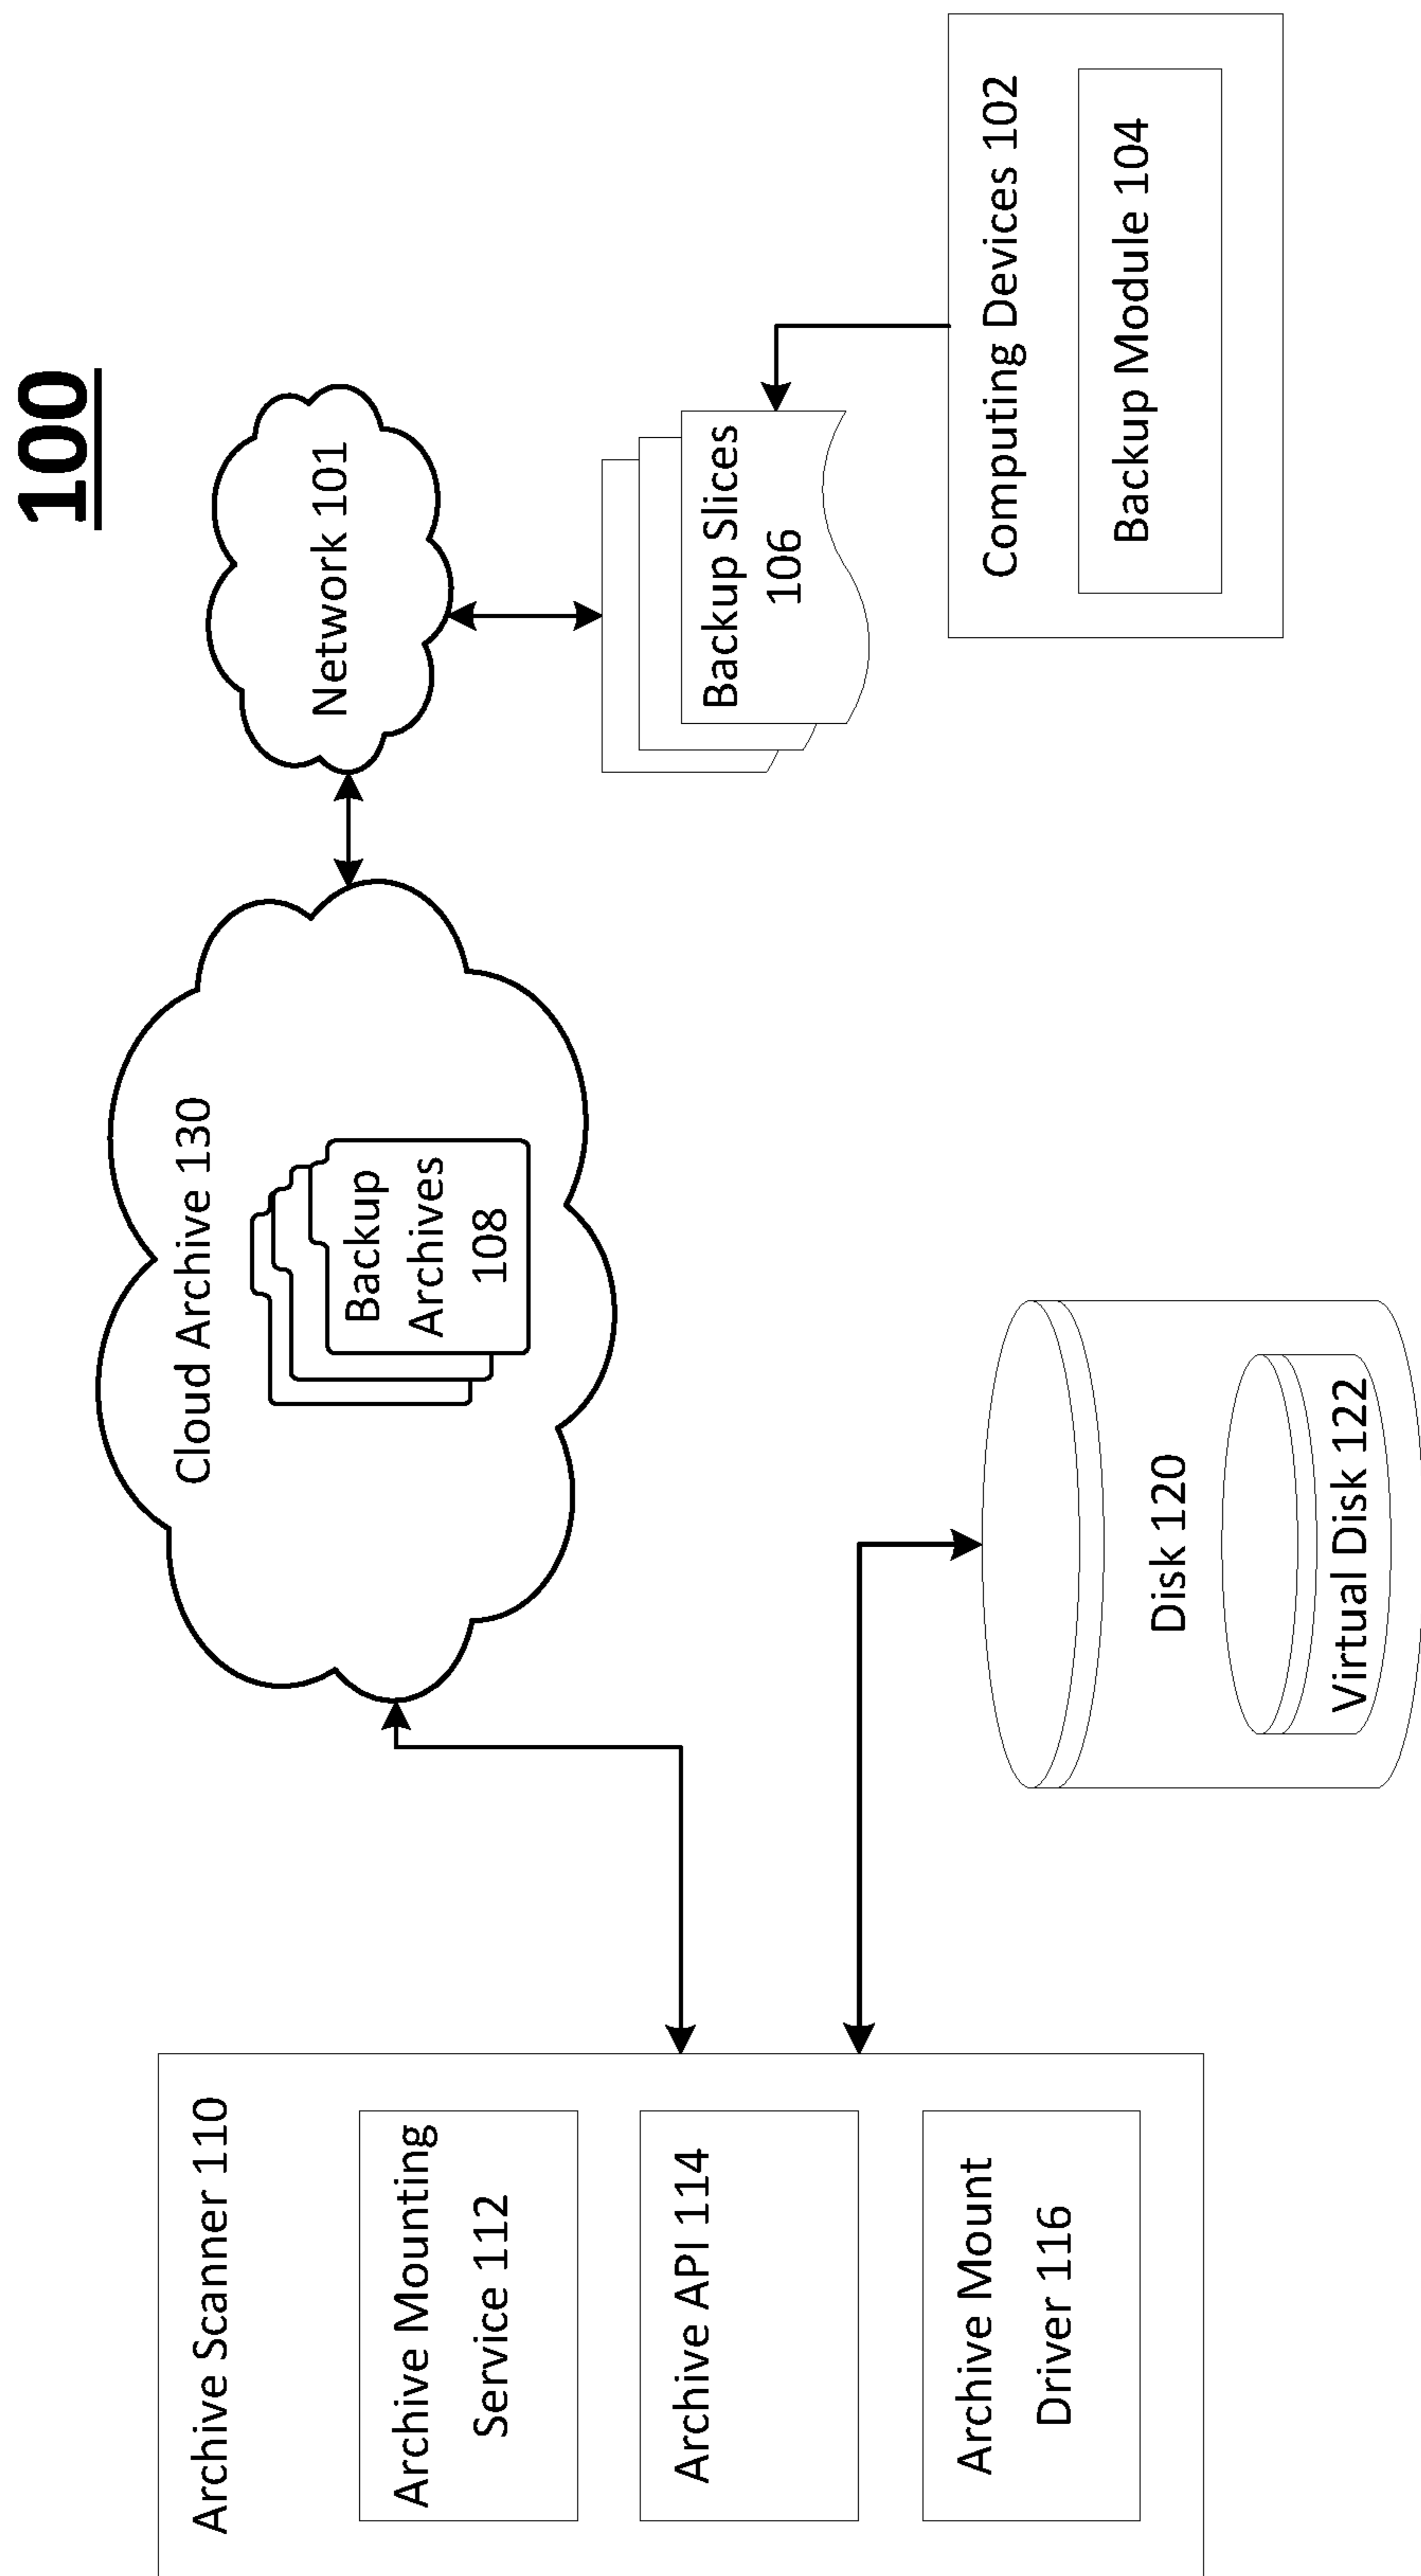 100
Archive Scanner 110
Archive Mounting
Service 112
Archive API 114
Archive Mount
Driver 116
Cloud Archive 130
Backup
Archives
108
Network 101
Backup Slices
106
Disk 120
Virtual Disk 122
Computing Devices 102
Backup Module 104